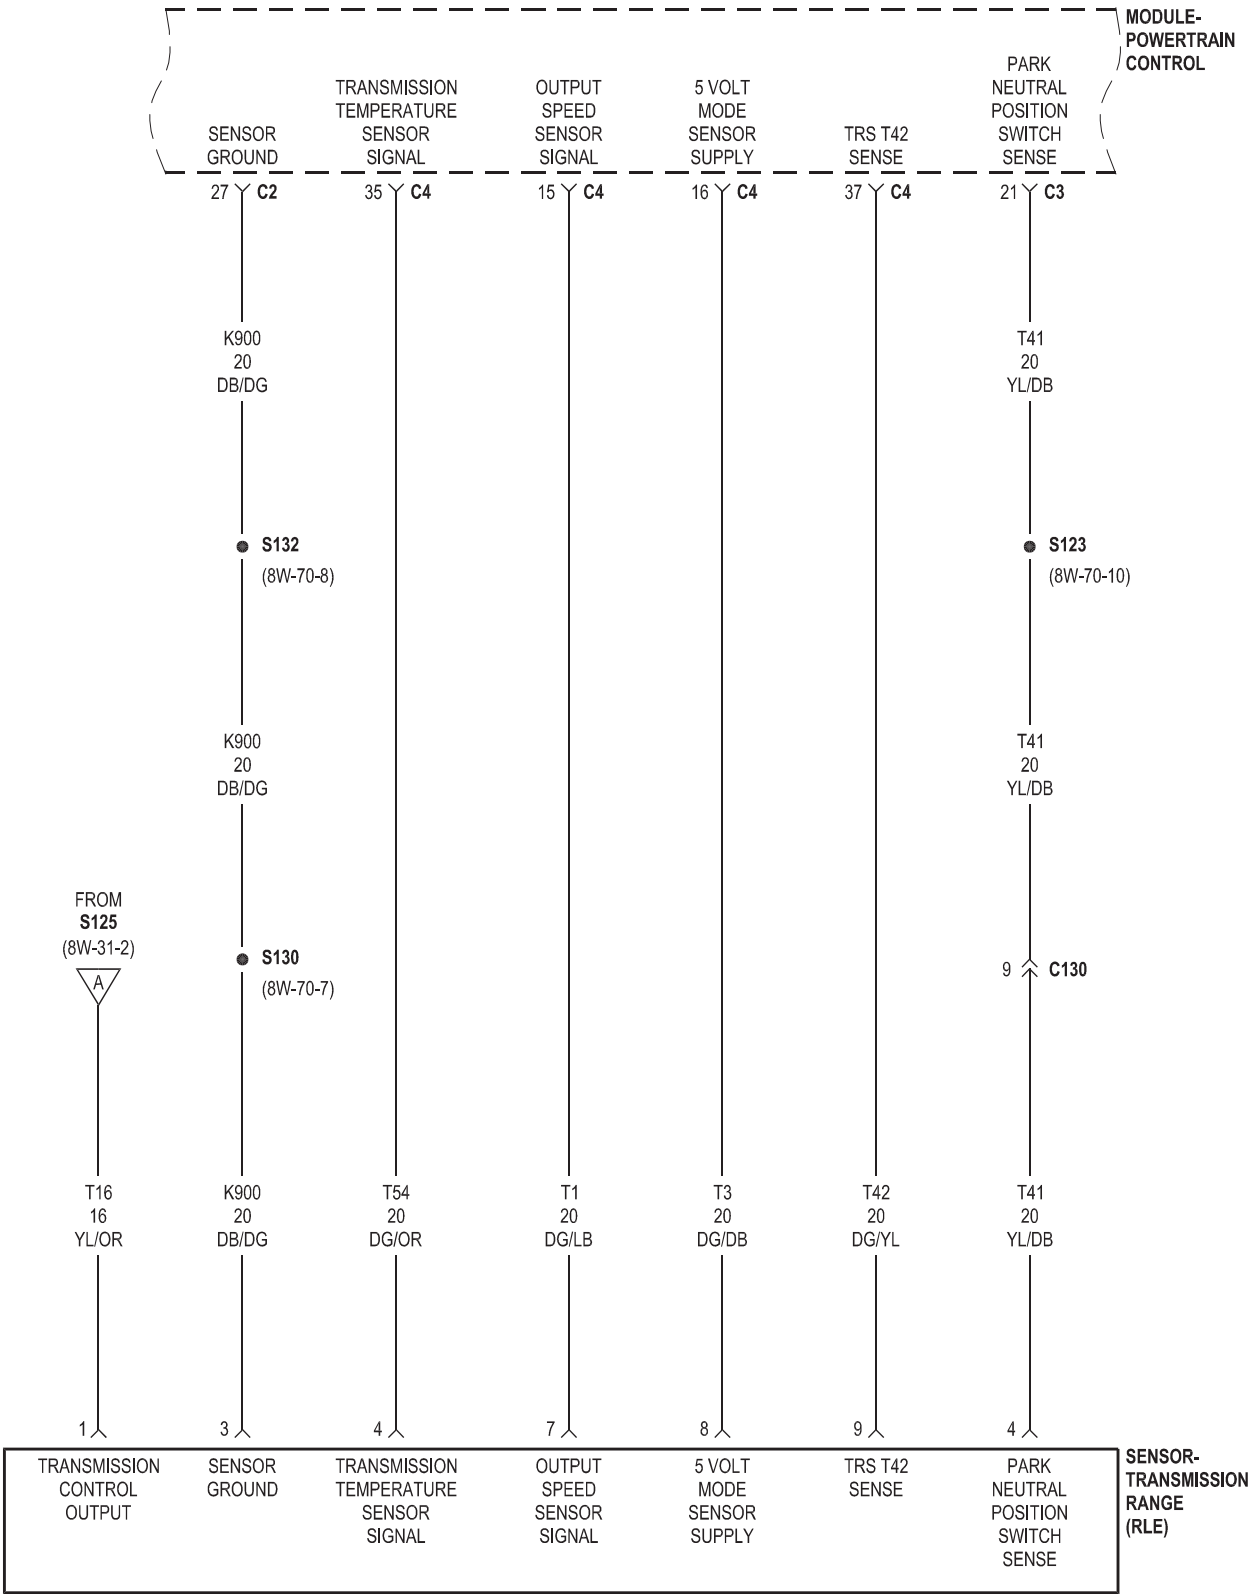 MODULE-
POWERTRAIN
CONTROL
SENSOR
GROUND
TRANSMISSION
TEMPERATURE
SENSOR
SIGNAL
OUTPUT
SPEED
SENSOR
SIGNAL
5 VOLT
MODE
SENSOR
SUPPLY
TRS T42
SENSE
PARK
NEUTRAL
POSITION
SWITCH
SENSE
27 C2
35 C4
15 C4
16 C4
37 C4
21 C3
K900
20
DB/DG
T41
20
YL/DB
S132
(8W-70-8)
S123
(8W-70-10)
K900
20
DB/DG
T41
20
YL/DB
FROM
S125
(8W-31-2)
A
S130
(8W-70-7)
9 C130
T16
16
YL/OR
K900
20
DB/DG
T54
20
DG/OR
T1
20
DG/LB
T3
20
DG/DB
T42
20
DG/YL
T41
20
YL/DB
1
3
4
7
8
9
4
TRANSMISSION
CONTROL
OUTPUT
SENSOR
GROUND
TRANSMISSION
TEMPERATURE
SENSOR
SIGNAL
OUTPUT
SPEED
SENSOR
SIGNAL
5 VOLT
MODE
SENSOR
SUPPLY
TRS T42
SENSE
PARK
NEUTRAL
POSITION
SWITCH
SENSE
SENSOR-
TRANSMISSION
RANGE
(RLE)